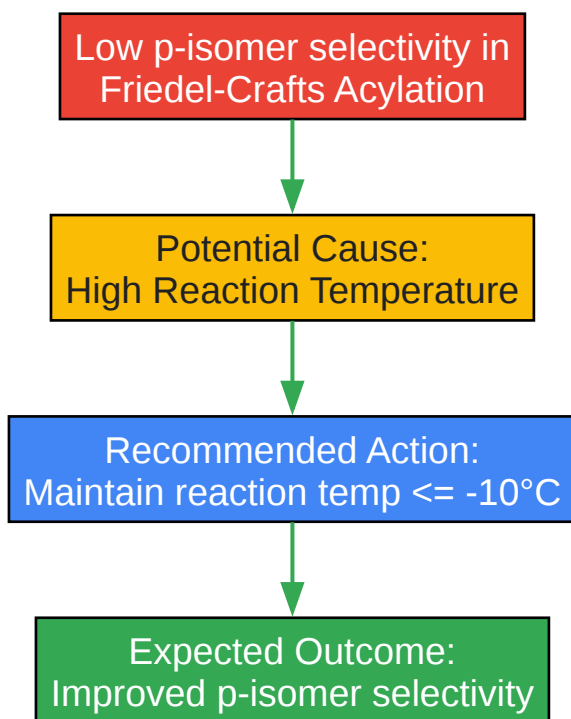 Low p-isomer selectivity in
Friedel-Crafts Acylation
Potential Cause:
High Reaction Temperature
Recommended Action:
Maintain reaction temp <= -10°C
Expected Outcome:
Improved p-isomer selectivity